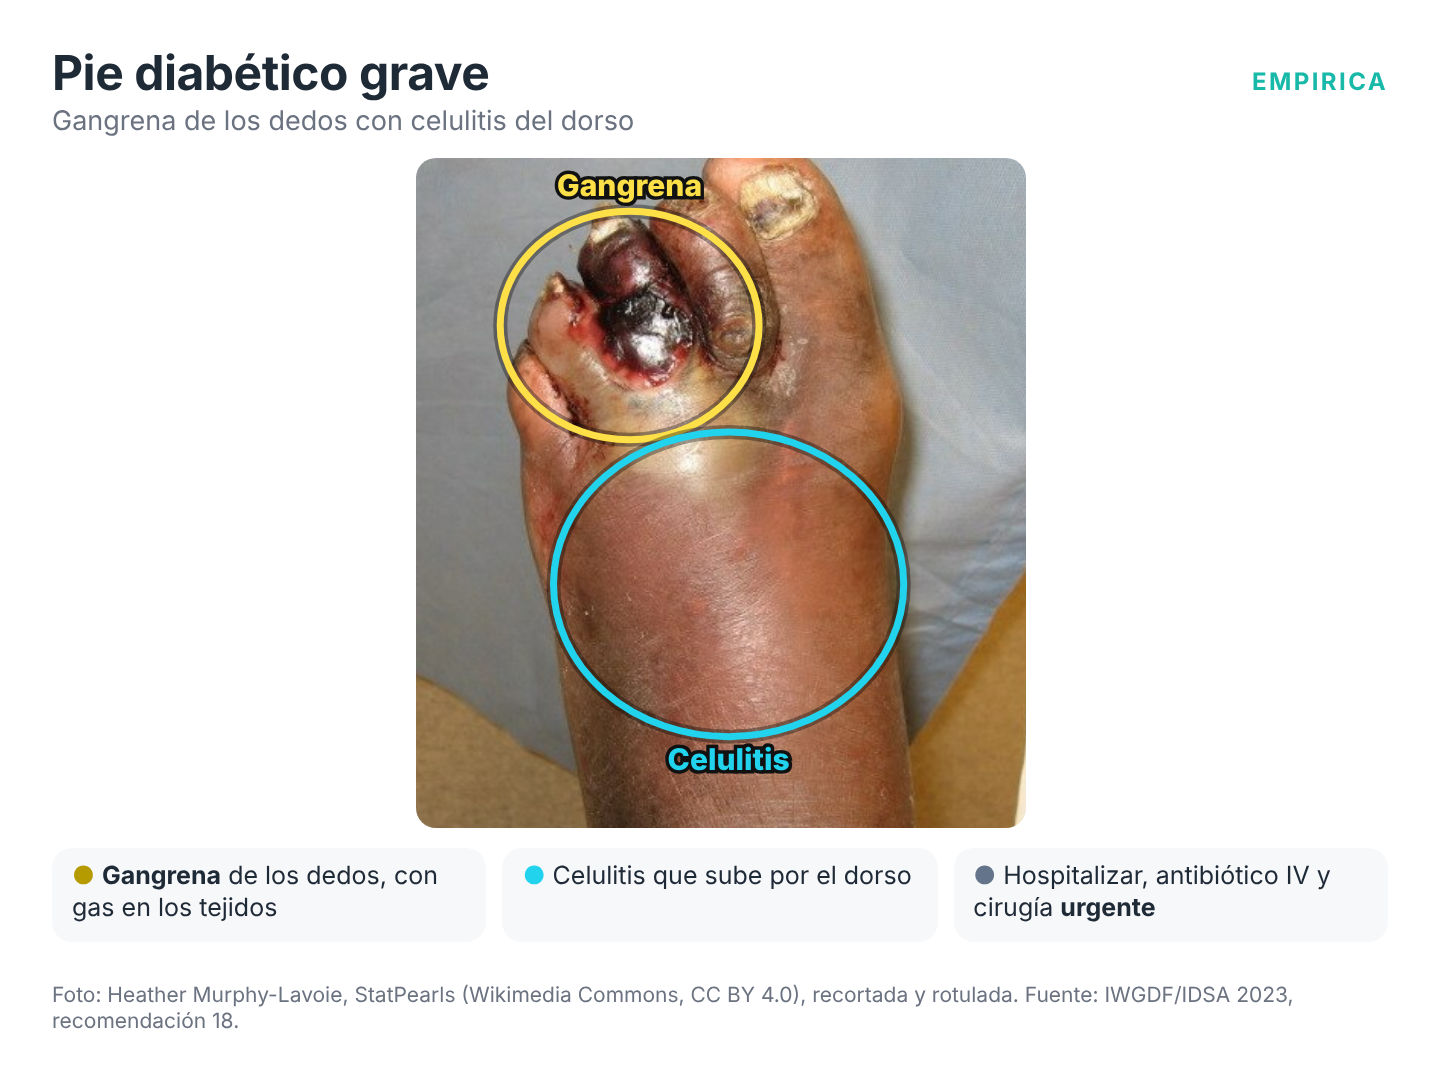 Pie diabético grave
EMPIRICA
Gangrena de los dedos con celulitis del dorso
Gangrena
Celulitis
Gangrena de los dedos, con
gas en los tejidos
Celulitis que sube por el dorso
Hospitalizar, antibiótico IV y
cirugía urgente
Foto: Heather Murphy-Lavoie, StatPearls (Wikimedia Commons, CC BY 4.0), recortada y rotulada. Fuente: IWGDF/IDSA 2023,
recomendación 18.